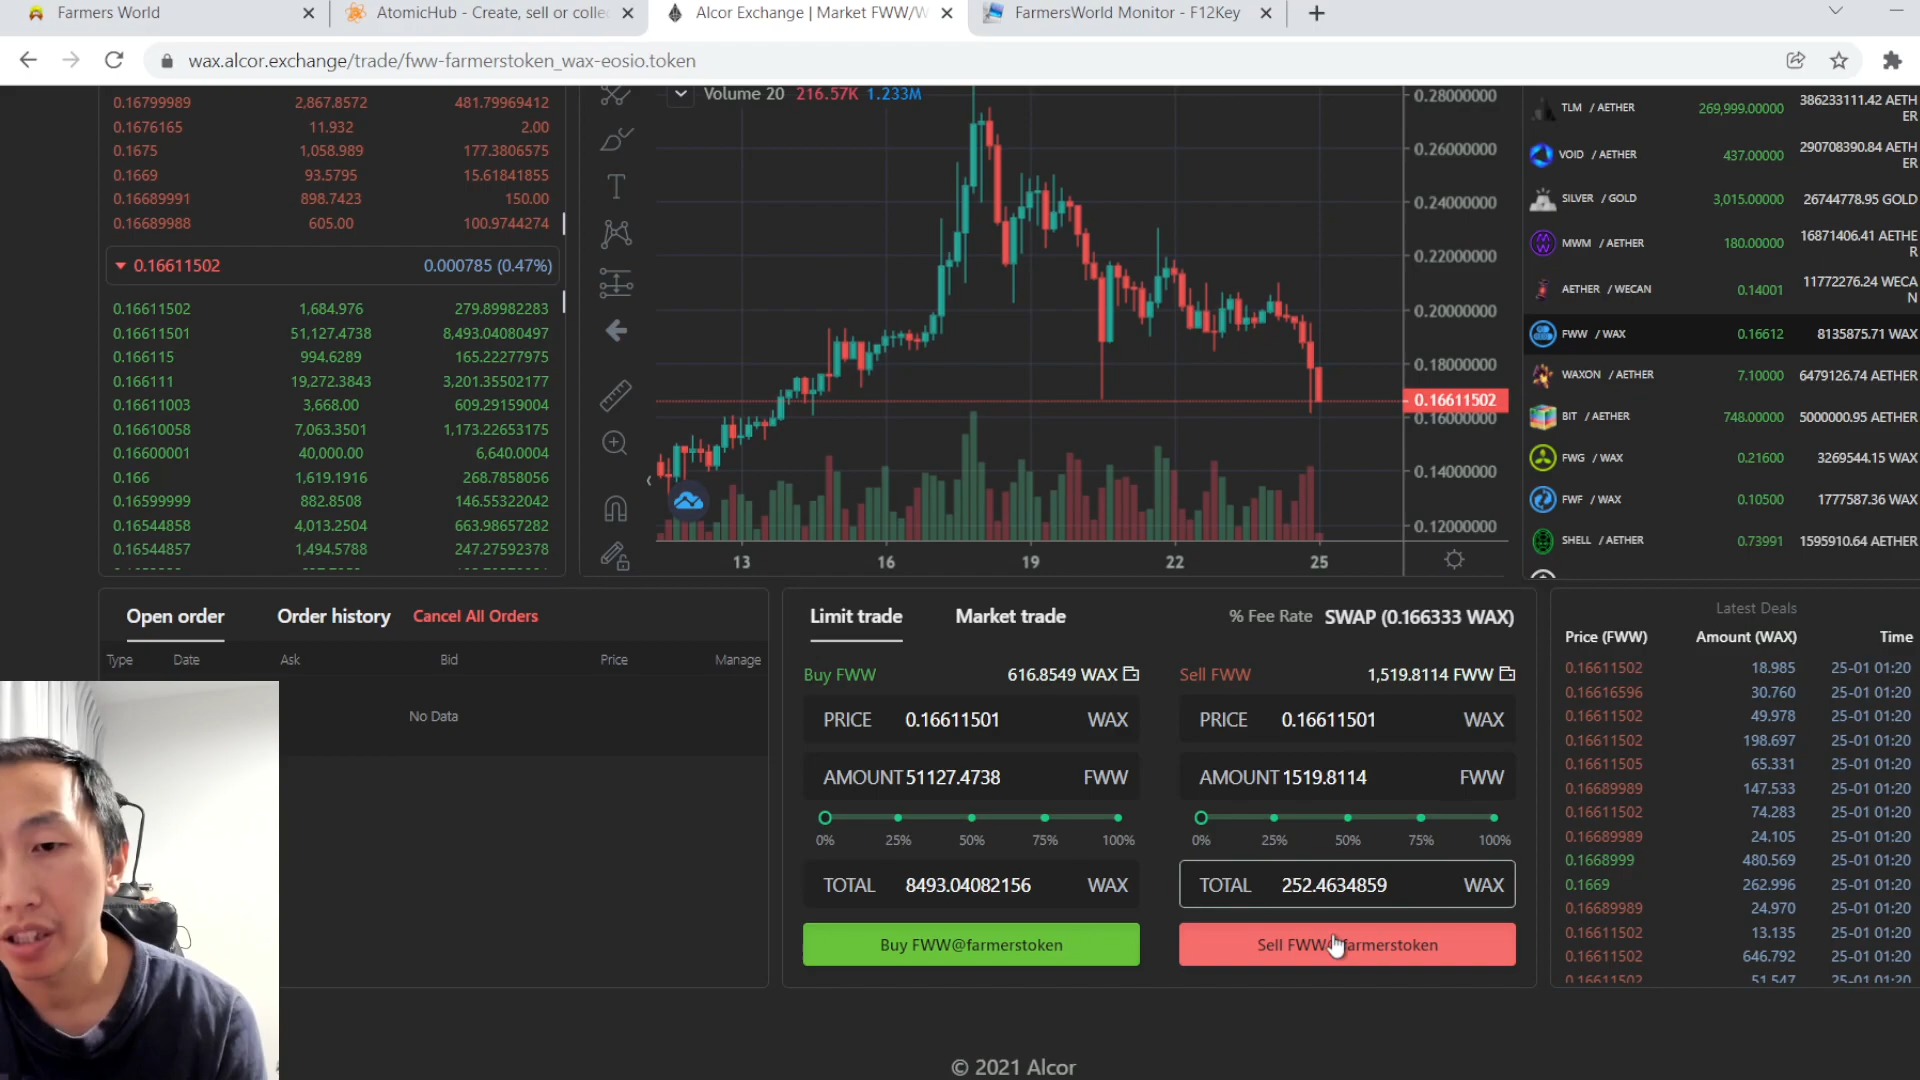 Farmers World
AtomicHub - Create, sell or colle
Alcor Exchange | Market FWW/W
FarmersWorld Monitor - F12Key
wax.alcor.exchange/trade/fww-farmerstoken_wax-eosio.token
0.16799989 2,867.8572 481.79969412
0.1676165 11.932 2.00
0.1675 1,058.989 177.3806575
0.1669 93.5795 15.61841855
0.16689991 898.7423 150.00
0.16689988 605.00 100.9744274
0.16611502 0.000785 (0.47%)
0.16611502 1,684.976 279.89982283
0.16611501 51,127.4738 8,493.04080497
0.166115 994.6289 165.22277975
0.166111 19,272.3843 3,201.35502177
0.16611003 3,668.00 609.29159004
0.16610058 7,063.3501 1,173.22653175
0.16600001 40,000.00 6,640.0004
0.166 1,619.1916 268.7858056
0.16599999 882.8508 146.55322042
0.16544858 4,013.2504 663.98657282
0.16544857 1,494.5788 247.27592378
Volume 20 216.57K 1.233M
0.28000000
0.26000000
0.24000000
0.22000000
0.20000000
0.18000000
0.16611502
0.16000000
0.14000000
0.12000000
13 16 19 22 25
TLM / AETHER 269,999.00000 386233111.42 AETH
ER
VOID / AETHER 437.00000 290708390.84 AETH
ER
SILVER / GOLD 3,015.00000 26744778.95 GOLD
MWM / AETHER 180.00000 16871406.41 AETHE
R
AETHER / WECAN 0.14001 11772276.24 WECA
N
FWW / WAX 0.16612 8135875.71 WAX
WAXON / AETHER 7.10000 6479126.74 AETHER
BIT / AETHER 748.00000 5000000.95 AETHER
FWG / WAX 0.21600 3269544.15 WAX
FWF / WAX 0.10500 1777587.36 WAX
SHELL / AETHER 0.73991 1595910.64 AETHER
Open order Order history Cancel All Orders
Type Date Ask Bid Price Manage
No Data
Limit trade Market trade % Fee Rate SWAP (0.166333 WAX)
Buy FWW 616.8549 WAX
PRICE 0.16611501 WAX
AMOUNT 51127.4738 FWW
0% 25% 50% 75% 100%
TOTAL 8493.04082156 WAX
Buy FWW@farmerstoken
Sell FWW 1,519.8114 FWW
PRICE 0.16611501 WAX
AMOUNT 1519.8114 FWW
0% 25% 50% 75% 100%
TOTAL 252.4634859 WAX
Sell FWW farmerstoken
Latest Deals
Price (FWW) Amount (WAX) Time
0.16611502 18.985 25-01 01:20
0.16616596 30.760 25-01 01:20
0.16611502 49.978 25-01 01:20
0.16611502 198.697 25-01 01:20
0.16611505 65.331 25-01 01:20
0.16689989 147.533 25-01 01:20
0.16611502 74.283 25-01 01:20
0.16689989 24.105 25-01 01:20
0.1668999 480.569 25-01 01:20
0.1669 262.996 25-01 01:20
0.16689989 24.970 25-01 01:20
0.16611502 13.135 25-01 01:20
0.16611502 646.792 25-01 01:20
0.16611502 51.547 25-01 01:20
© 2021 Alcor